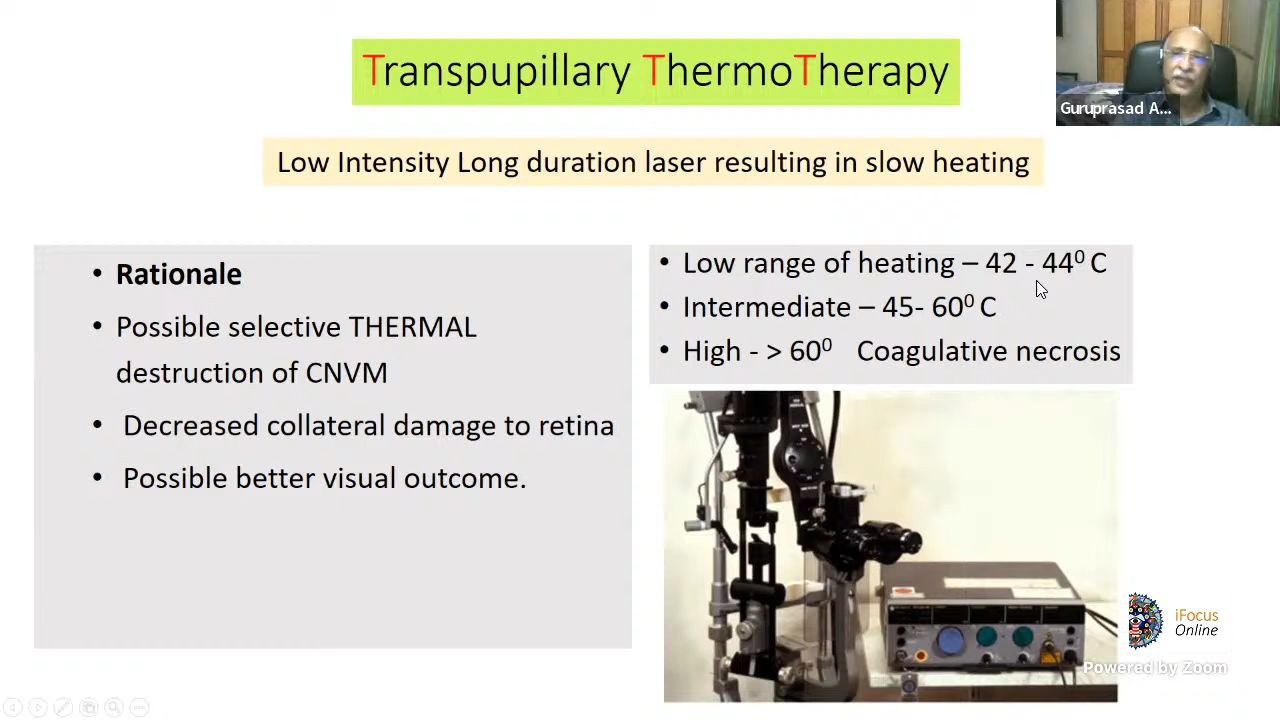 Transpupillary ThermoTherapy
Guruprasad A...
Low Intensity Long duration laser resulting in slow heating
• Rationale
• Possible selective THERMAL
destruction of CNVM
• Decreased collateral damage to retina
• Possible better visual outcome.
• Low range of heating – 42 - 44⁰ C
• Intermediate – 45- 60⁰ C
• High - > 60⁰ Coagulative necrosis
iFocus
Online
Powered by Zoom